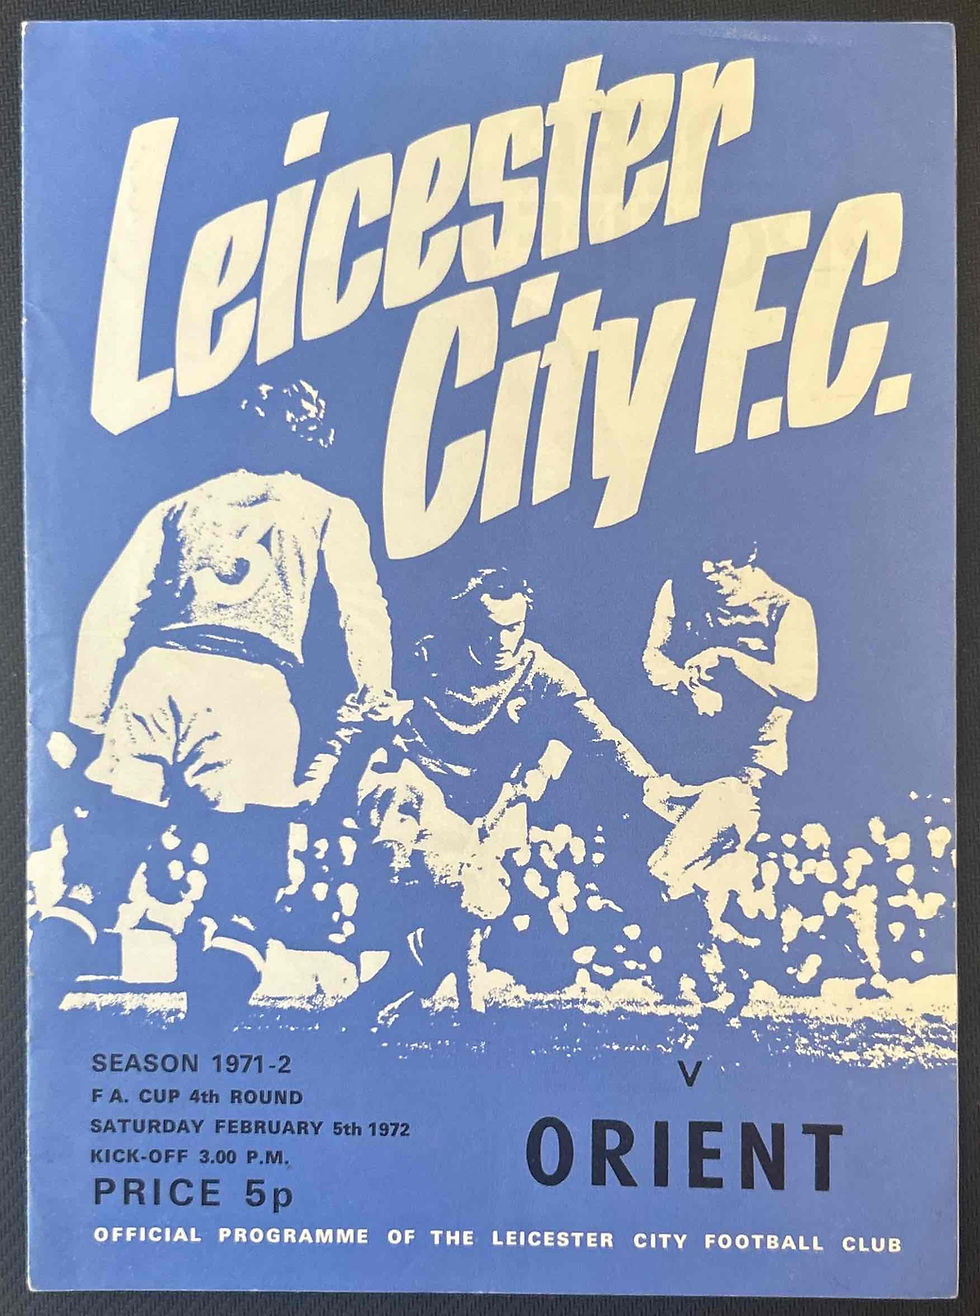 Leicester
City F.C.
3
SEASON 1971-2
F A. CUP 4th ROUND
SATURDAY FEBRUARY 5th 1972
KICK-OFF 3.00 P.M.
PRICE 5p
V
ORIENT
OFFICIAL PROGRAMME OF THE LEICESTER CITY FOOTBALL CLUB